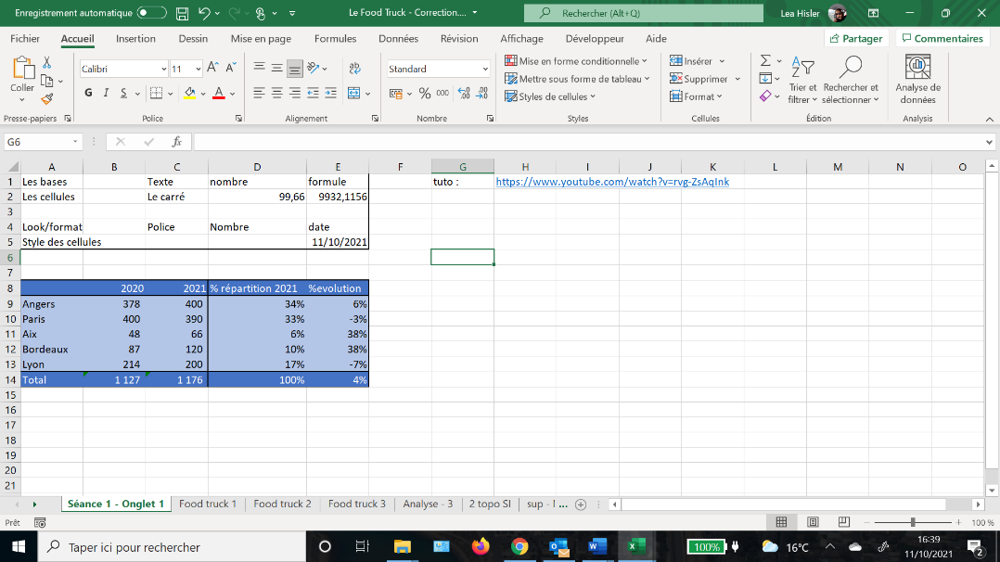 Enregistrement automatique Le Food Truck - Correction.... Rechercher (Alt+Q) Lea Hisler
Fichier Accueil Insertion Dessin Mise en page Formules Données Révision Affichage Développeur Aide Partager Commentaires
Coller Calibri 11 Standard Mise en forme conditionnelle Insérer
Mettre sous forme de tableau Supprimer Trier et filtrer Rechercher et sélectionner Analyse de données
G I S % 000 Styles de cellules Format
Presse-papiers Police Alignement Nombre Styles Cellules Édition Analysis
G6 fx
A B C D E F G H I J K L M N O
1 Les bases Texte nombre formule tuto : https://www.youtube.com/watch?v=rvg-ZsAqInk
2 Les cellules Le carré 99,66 9932,1156
3
4 Look/format Police Nombre date
5 Style des cellules 11/10/2021
6
7
8 2020 2021 % répartition 2021 %evolution
9 Angers 378 400 34% 6%
10 Paris 400 390 33% -3%
11 Aix 48 66 6% 38%
12 Bordeaux 87 120 10% 38%
13 Lyon 214 200 17% -7%
14 Total 1 127 1 176 100% 4%
15
16
17
18
19
20
21
Séance 1 - Onglet 1 Food truck 1 Food truck 2 Food truck 3 Analyse - 3 2 topo SI sup - ...
Prêt 100 %
Taper ici pour rechercher 100% 16°C 16:39
11/10/2021 2